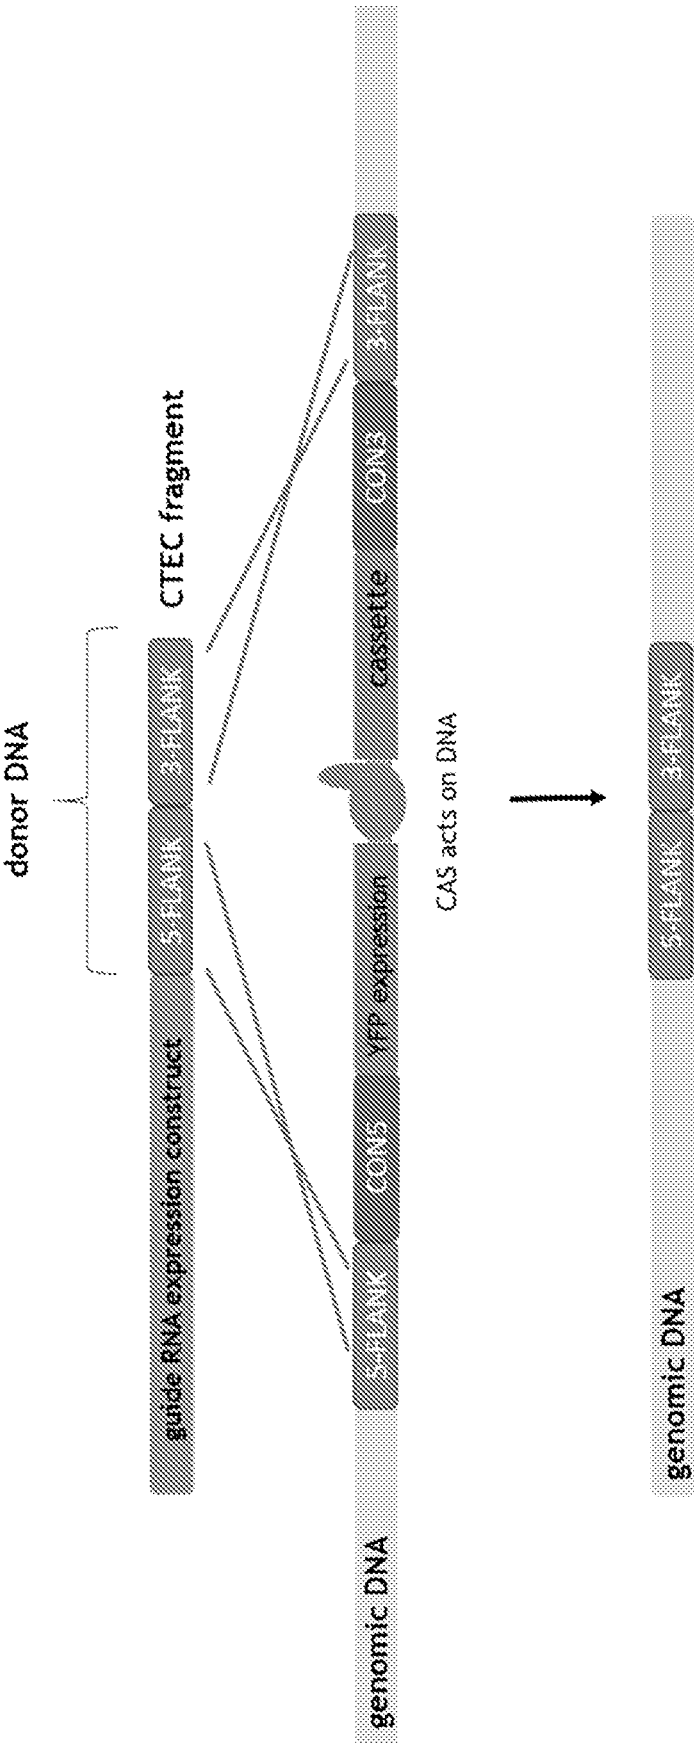 donor DNA
guide RNA expression construct
5-FLANK
3-FLANK
CTEC fragment
genomic DNA
5-FLANK
CON5
YFP expression
cassette
CON3
3-FLANK
CAS acts on DNA
genomic DNA
5-FLANK
3-FLANK